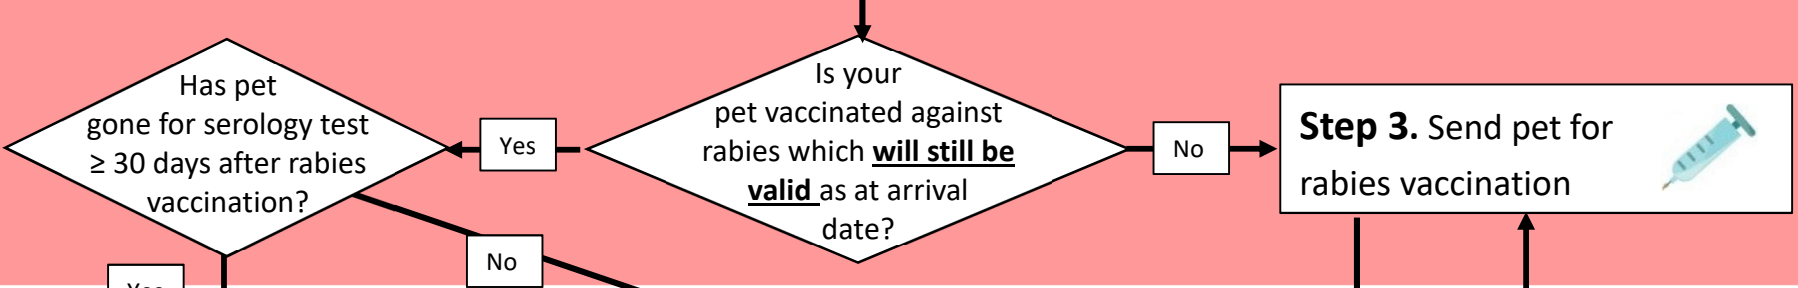 Has pet
gone for serology test
≥ 30 days after rabies
vaccination?
Yes
Is your
pet vaccinated against
rabies which will still be
valid as at arrival
date?
No
Step 3. Send pet for
rabies vaccination
No
Yes